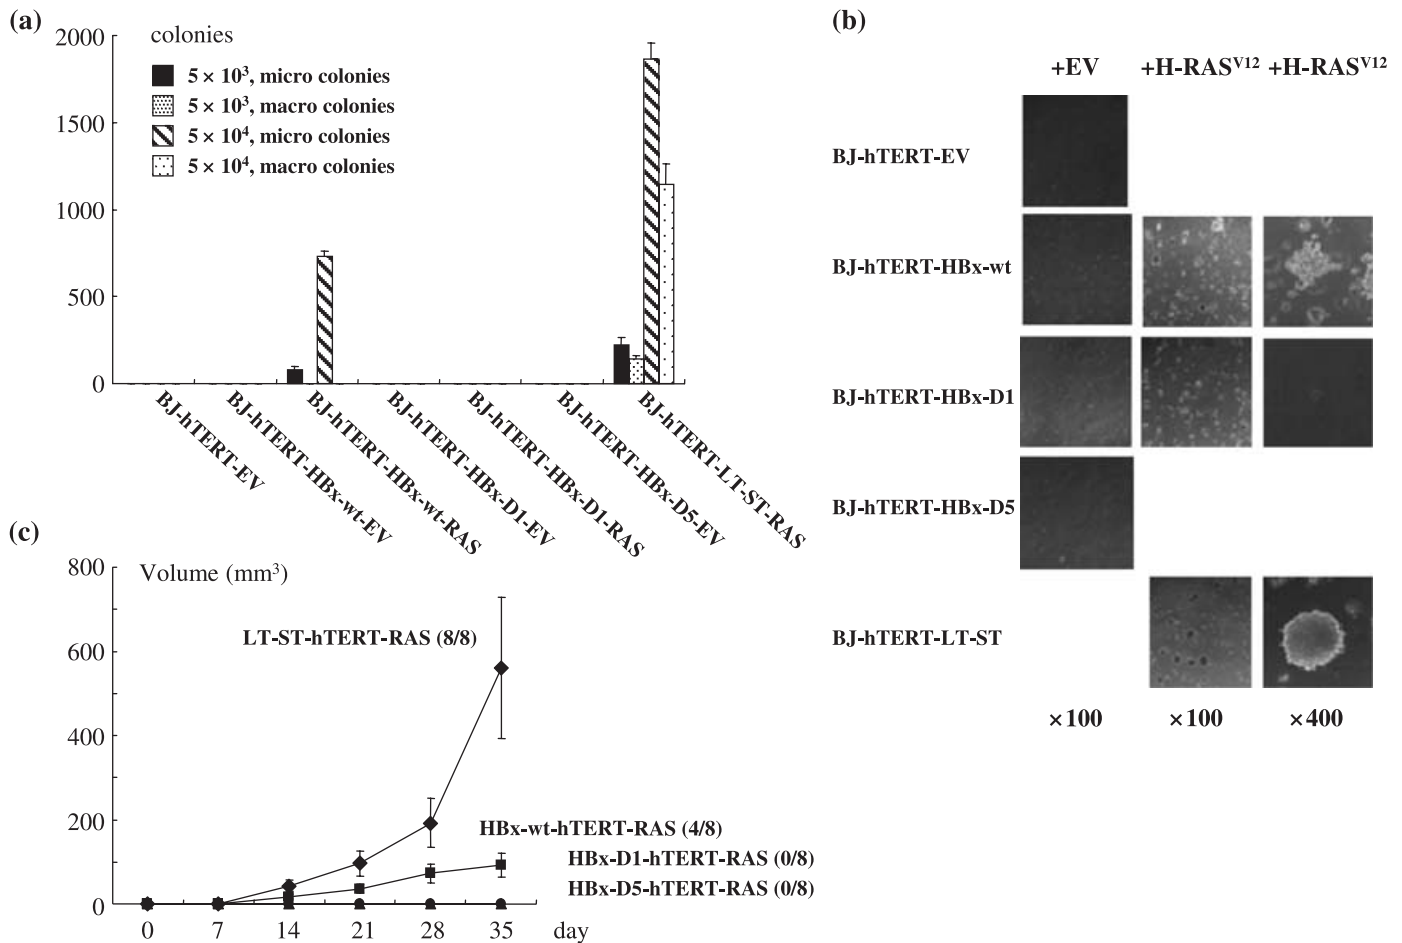 (a)
colonies
5 × 10³, micro colonies
5 × 10³, macro colonies
5 × 10⁴, micro colonies
5 × 10⁴, macro colonies
2000
1500
1000
500
0
BJ-hTERT-EV
BJ-hTERT-HBx-wt-EV
BJ-hTERT-HBx-wt-RAS
BJ-hTERT-HBx-D1-EV
BJ-hTERT-HBx-D1-RAS
BJ-hTERT-HBx-D5-EV
BJ-hTERT-LT-ST-RAS
(b)
+EV +H-RASV12 +H-RASV12
BJ-hTERT-EV
BJ-hTERT-HBx-wt
BJ-hTERT-HBx-D1
BJ-hTERT-HBx-D5
BJ-hTERT-LT-ST
×100 ×100 ×400
(c)
Volume (mm³)
800
600
400
200
0
LT-ST-hTERT-RAS (8/8)
HBx-wt-hTERT-RAS (4/8)
HBx-D1-hTERT-RAS (0/8)
HBx-D5-hTERT-RAS (0/8)
0 7 14 21 28 35 day